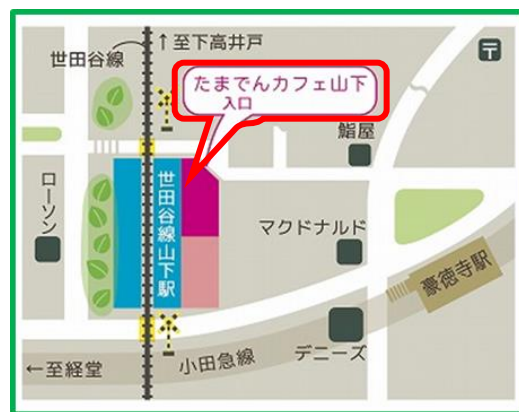 世田谷線
↑至下高井戸
〒
たまでんカフェ山下
入口
鮨屋
ローソン
世田谷線山下駅
マクドナルド
豪徳寺駅
デニーズ
小田急線
←至経堂